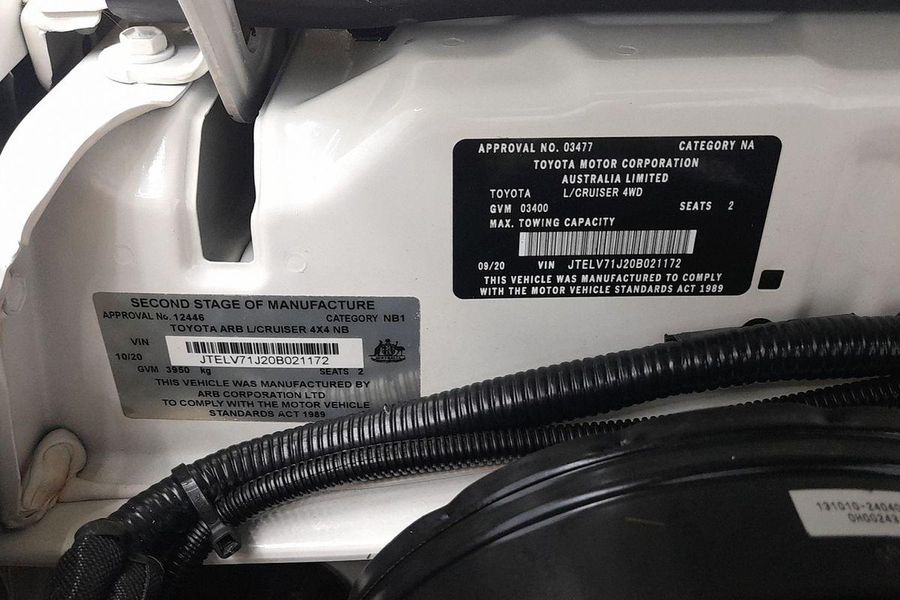 APPROVAL NO. 03477 CATEGORY NA
TOYOTA MOTOR CORPORATION
AUSTRALIA LIMITED
TOYOTA L/CRUISER 4WD
GVM 03400 SEATS 2
MAX. TOWING CAPACITY
09/20 VIN JTELV71J20B021172
THIS VEHICLE WAS MANUFACTURED TO COMPLY
WITH THE MOTOR VEHICLE STANDARDS ACT 1989
SECOND STAGE OF MANUFACTURE
APPROVAL No. 12446 CATEGORY NB1
TOYOTA ARB L/CRUISER 4X4 NB
VIN
JTELV71J20B021172
10/20
GVM 3950 kg SEATS 2
THIS VEHICLE WAS MANUFACTURED BY
ARB CORPORATION LTD
TO COMPLY WITH THE MOTOR VEHICLE
STANDARDS ACT 1989
131010-2404
0H00243